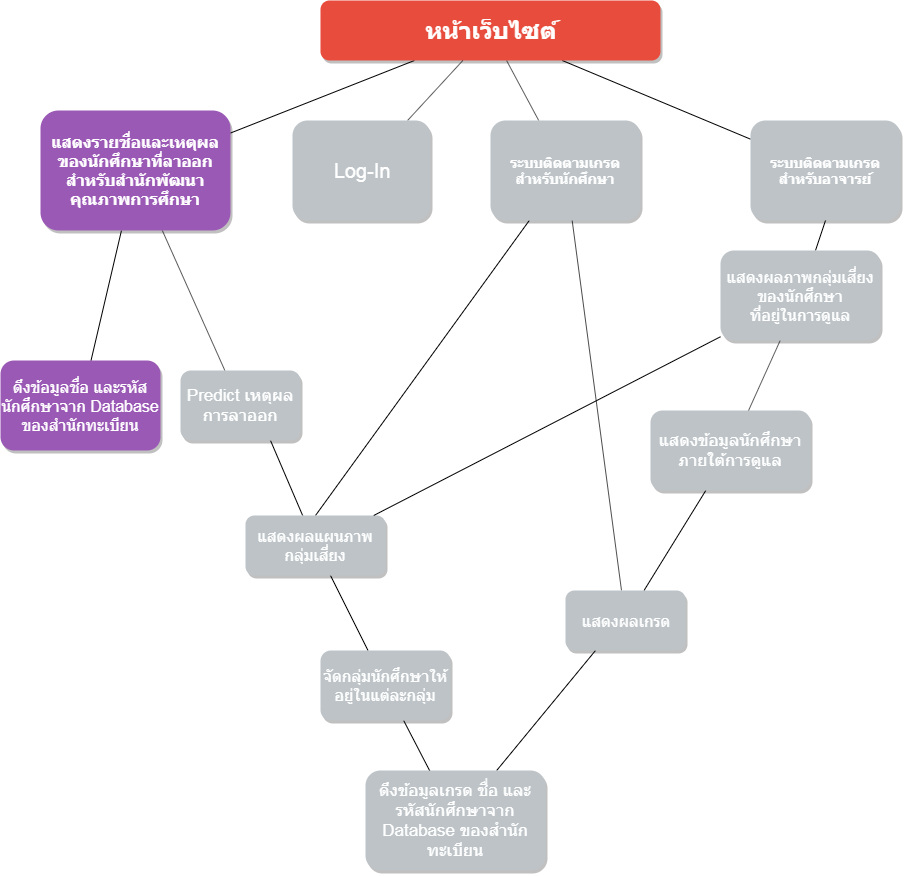 หน้าเว็บไซต์
แสดงรายชื่อและเหตุผล
ของนักศึกษาที่ลาออก
สำหรับสำนักพัฒนา
คุณภาพการศึกษา
Log-In
ระบบติดตามเกรด
สำหรับนักศึกษา
ระบบติดตามเกรด
สำหรับอาจารย์
แสดงผลภาพกลุ่มเสี่ยง
ของนักศึกษา
ที่อยู่ในการดูแล
ดึงข้อมูลชื่อ และรหัส
นักศึกษาจาก Database
ของสำนักทะเบียน
Predict เหตุผล
การลาออก
แสดงข้อมูลนักศึกษา
ภายใต้การดูแล
แสดงผลแผนภาพ
กลุ่มเสี่ยง
แสดงผลเกรด
จัดกลุ่มนักศึกษาให้
อยู่ในแต่ละกลุ่ม
ดึงข้อมูลเกรด ชื่อ และ
รหัสนักศึกษาจาก
Database ของสำนัก
ทะเบียน